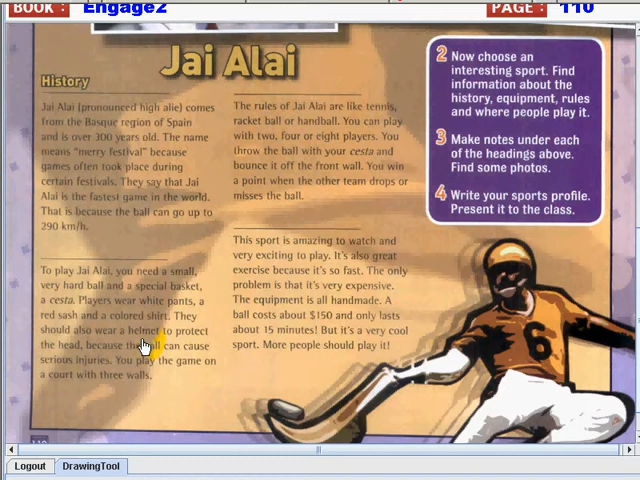 BOOK : Engage2 PAGE : 110
Jai Alai
History
Jai Alai (pronounced high alie) comes
from the Basque region of Spain
and is over 300 years old. The name
means "merry festival" because
games often took place during
certain festivals. They say that Jai
Alai is the fastest game in the world.
That is because the ball can go up to
290 km/h.
To play Jai Alai, you need a small,
very hard ball and a special basket,
a cesta. Players wear white pants, a
red sash and a colored shirt. They
should also wear a helmet to protect
the head, because the ball can cause
serious injuries. You play the game on
a court with three walls.
The rules of Jai Alai are like tennis,
racket ball or handball. You can play
with two, four or eight players. You
throw the ball with your cesta and
bounce it off the front wall. You win
a point when the other team drops or
misses the ball.
This sport is amazing to watch and
very exciting to play. It's also great
exercise because it's so fast. The only
problem is that it's very expensive.
The equipment is all handmade. A
ball costs about $150 and only lasts
about 15 minutes! But it's a very cool
sport. More people should play it!
2 Now choose an
interesting sport. Find
information about the
history, equipment, rules
and where people play it.
3 Make notes under each
of the headings above.
Find some photos.
4 Write your sports profile.
Present it to the class.
6
110
Logout DrawingTool